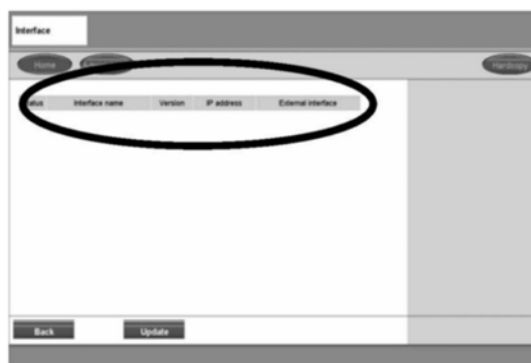 Interface
Home
Hardcopy
Interface name Version IP address External interface
Back Update